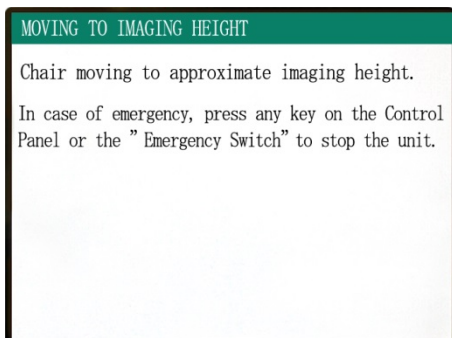 MOVING TO IMAGING HEIGHT
Chair moving to approximate imaging height.
In case of emergency, press any key on the Control
Panel or the ” Emergency Switch” to stop the unit.